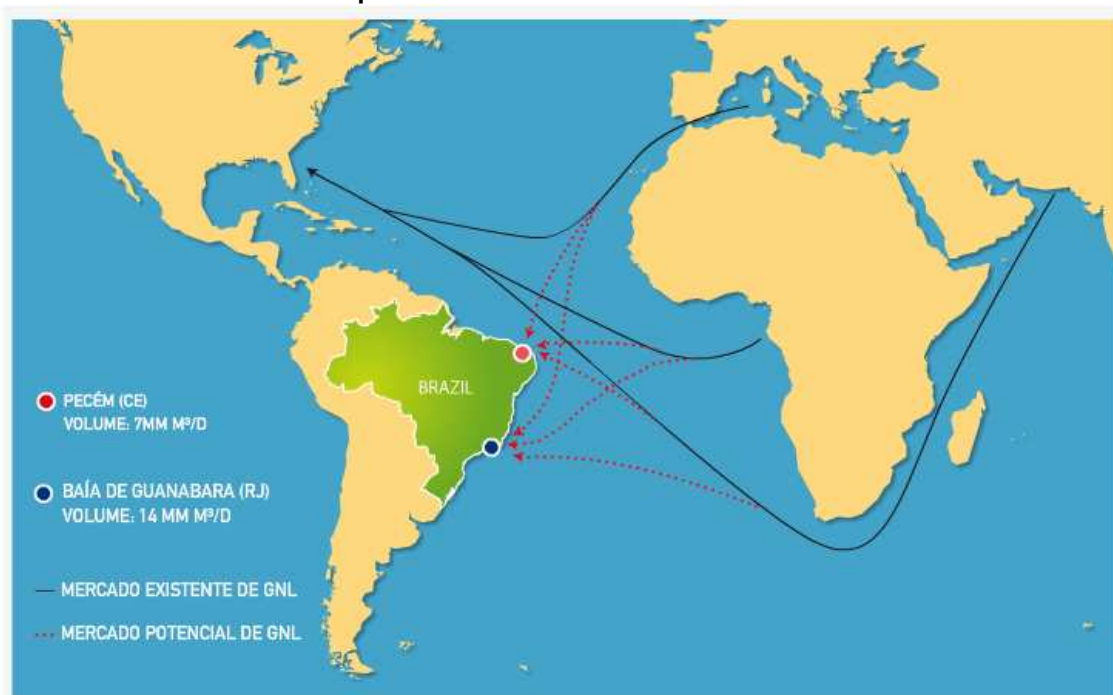 BRAZIL
PECÉM (CE)
VOLUME: 7MM M³/D
BAÍA DE GUANABARA (RJ)
VOLUME: 14 MM M³/D
MERCADO EXISTENTE DE GNL
MERCADO POTENCIAL DE GNL